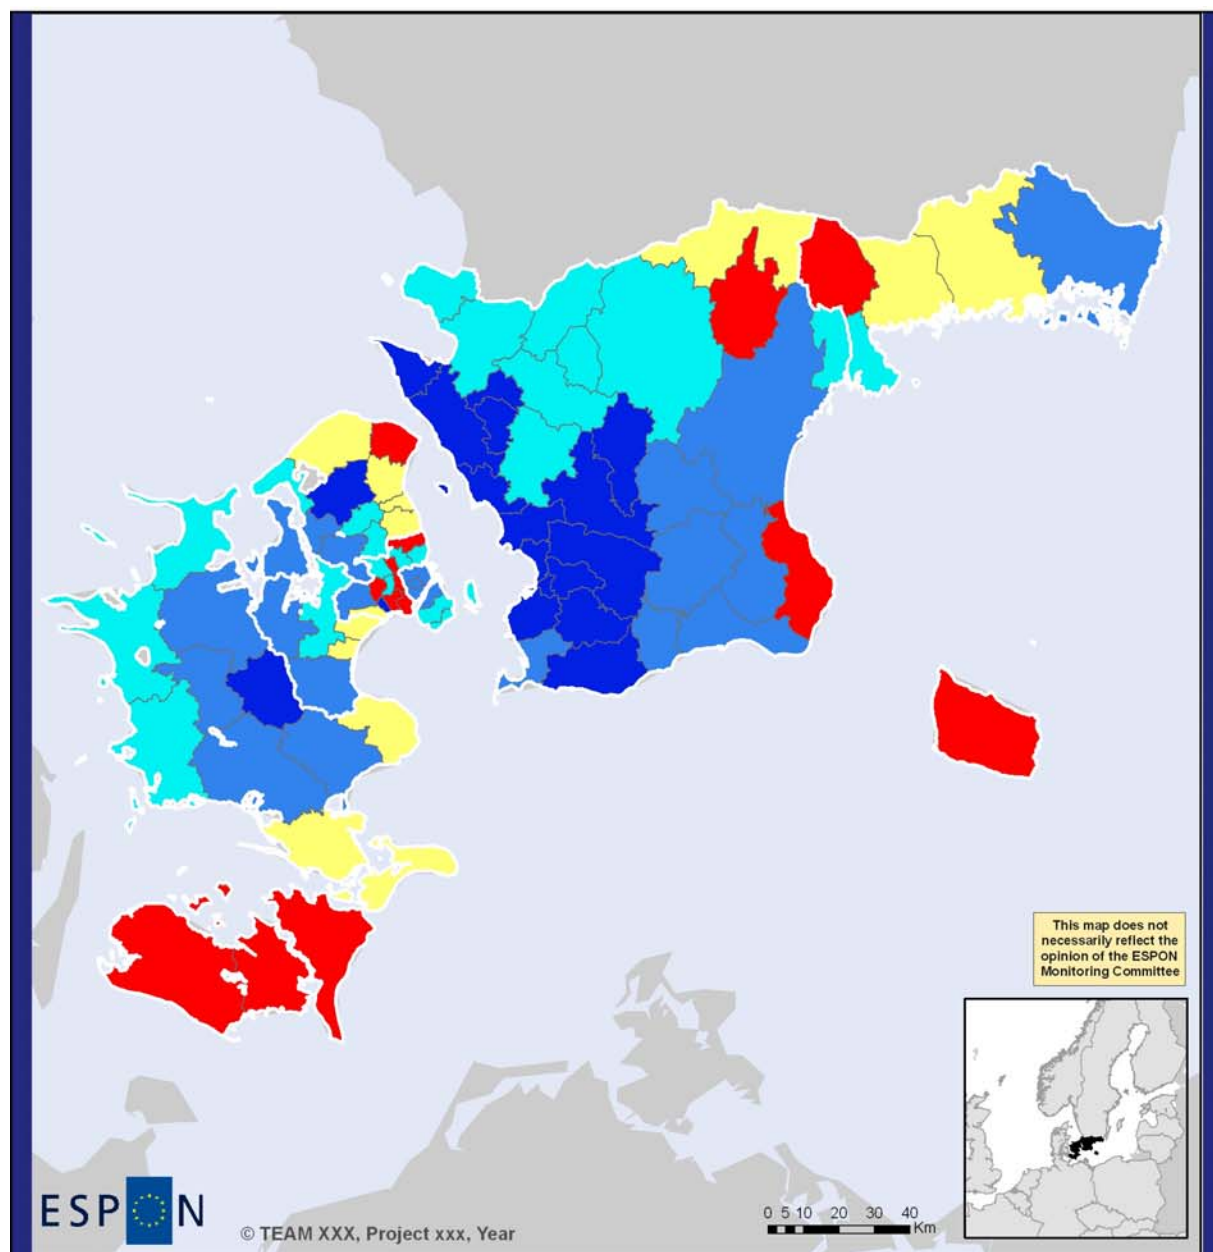 This map does not
necessarily reflect the
opinion of the ESPON
Monitoring Committee
ESPON
© TEAM XXX, Project xxx, Year
0 5 10 20 30 40
Km